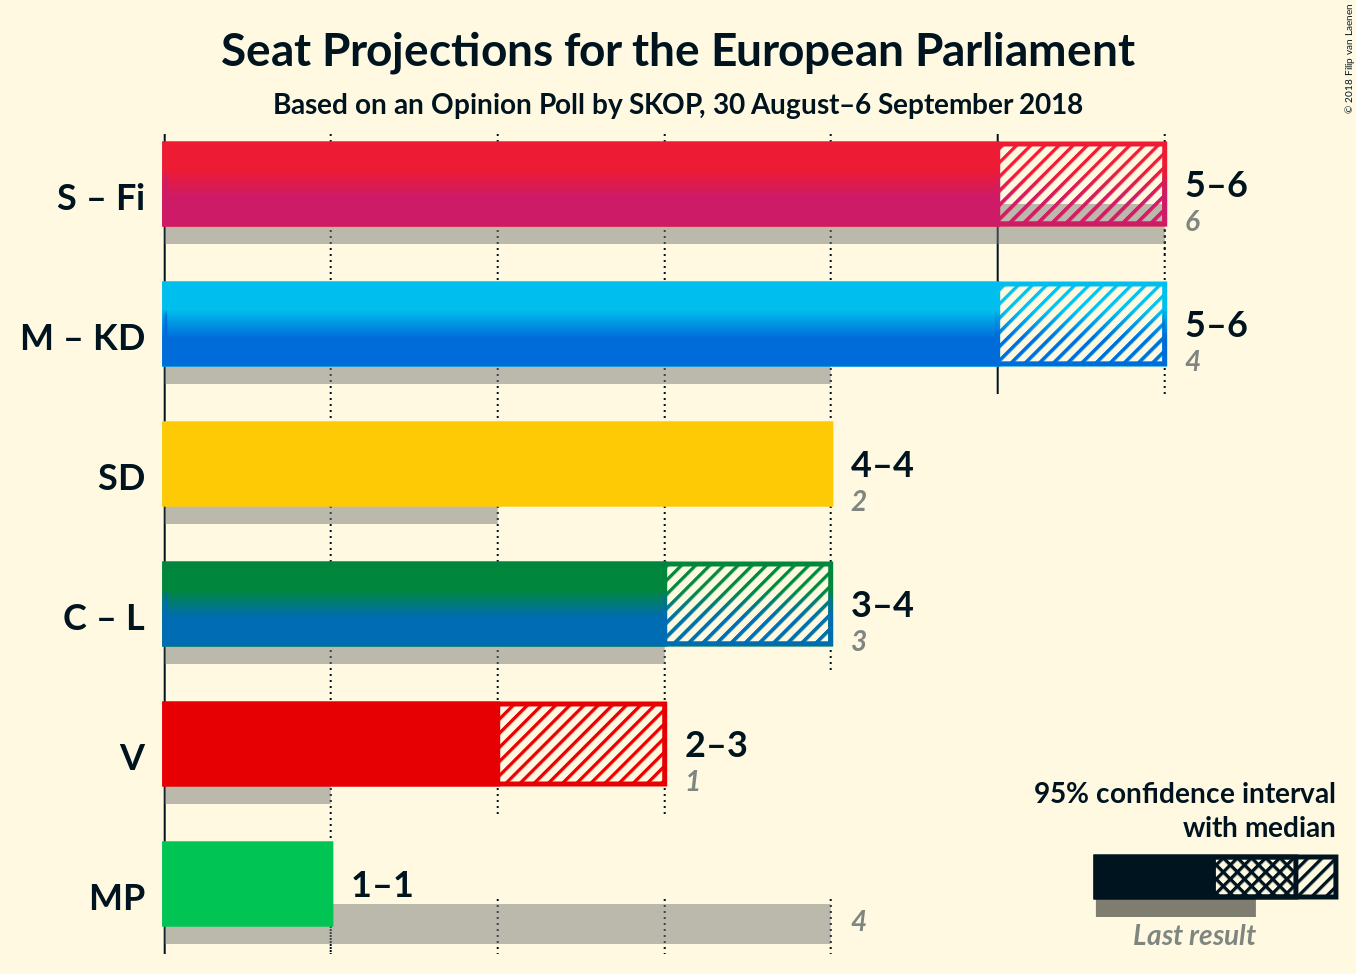 Seat Projections for the European Parliament
Based on an Opinion Poll by SKOP, 30 August–6 September 2018
© 2018 Filip van Laenen
S – Fi
5–6
6
M – KD
5–6
4
SD
4–4
2
C – L
3–4
3
V
2–3
1
MP
1–1
4
95% confidence interval
with median
Last result